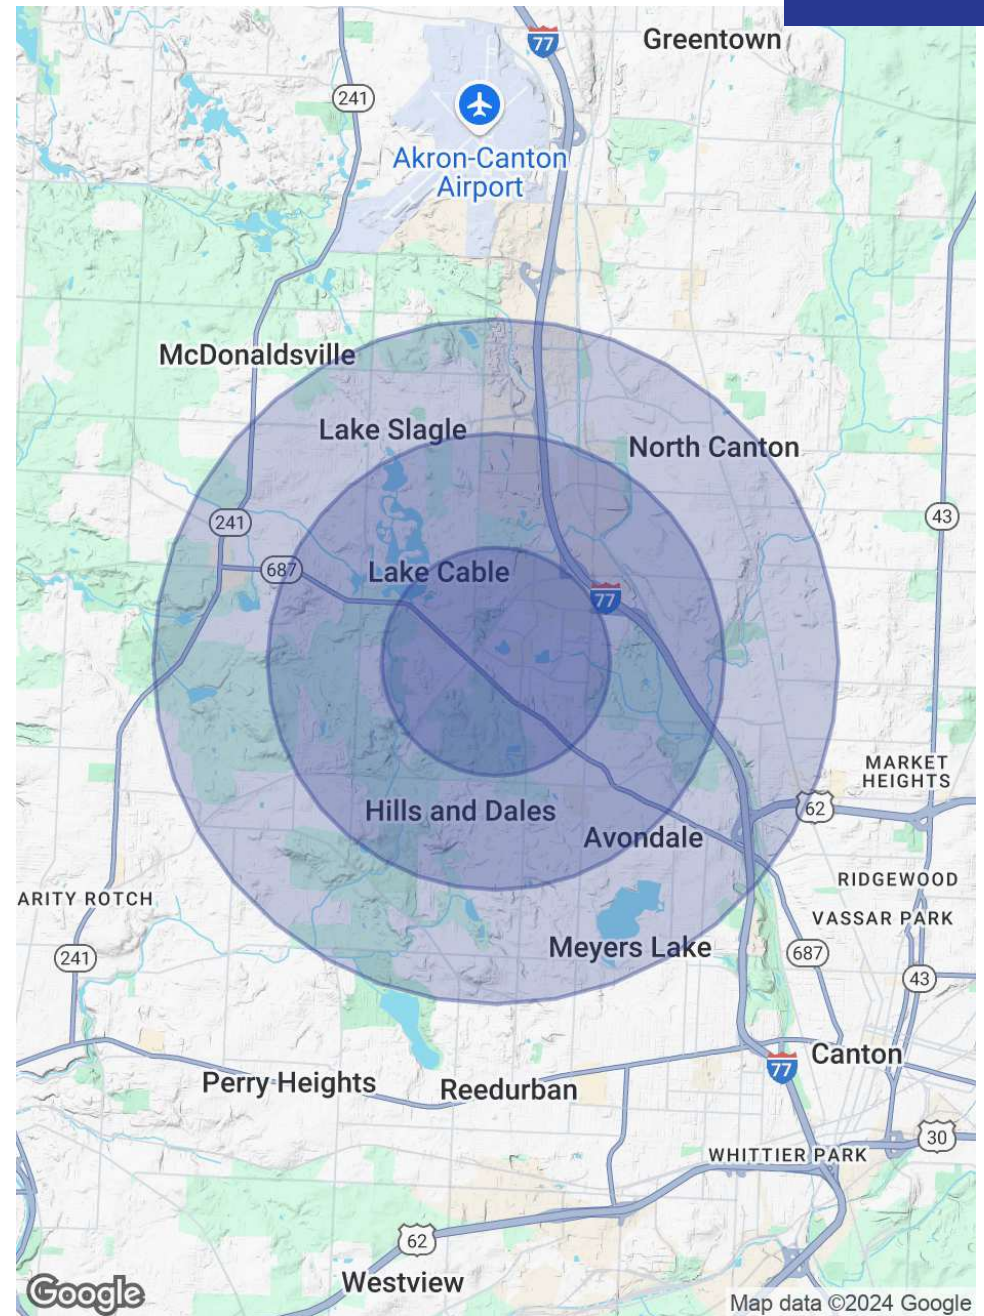 77
Greentown
241
Akron-Canton
Airport
McDonaldsville
Lake Slagle
North Canton
241
43
687
Lake Cable
77
MARKET
HEIGHTS
62
Hills and Dales
Avondale
RIDGEWOOD
ARITY ROTCH
VASSAR PARK
Meyers Lake
687
241
43
Canton
77
Perry Heights
Reedurban
30
WHITTIER PARK
62
Westview
Google
Map data ©2024 Google